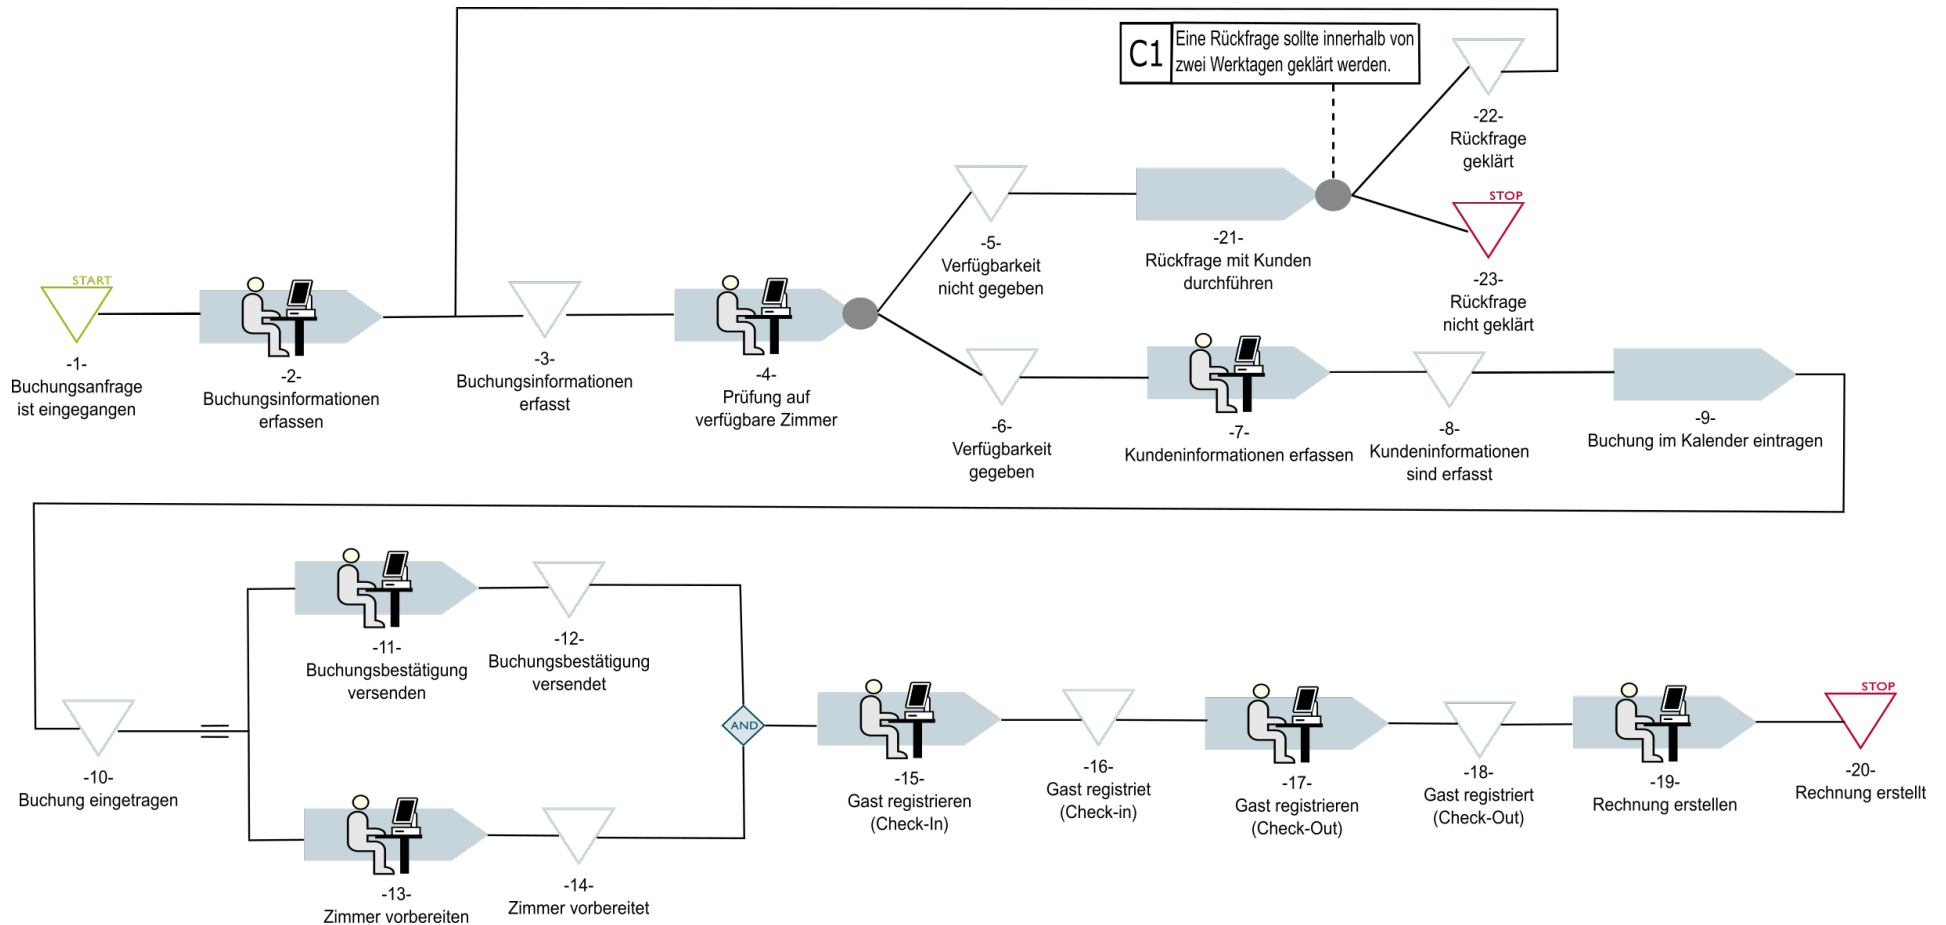 C1
Eine Rückfrage sollte innerhalb von
zwei Werktagen geklärt werden.
-22-
Rückfrage
geklärt
STOP
-23-
Rückfrage
nicht geklärt
-5-
Verfügbarkeit
nicht gegeben
-21-
Rückfrage mit Kunden
durchführen
START
-1-
Buchungsanfrage
ist eingegangen
-2-
Buchungsinformationen
erfassen
-3-
Buchungsinformationen
erfasst
-4-
Prüfung auf
verfügbare Zimmer
-6-
Verfügbarkeit
gegeben
-7-
Kundeninformationen erfassen
-8-
Kundeninformationen
sind erfasst
-9-
Buchung im Kalender eintragen
-10-
Buchung eingetragen
-11-
Buchungsbestätigung
versenden
-12-
Buchungsbestätigung
versendet
-13-
Zimmer vorbereiten
-14-
Zimmer vorbereitet
AND
-15-
Gast registrieren
(Check-In)
-16-
Gast registriet
(Check-in)
-17-
Gast registrieren
(Check-Out)
-18-
Gast registriert
(Check-Out)
-19-
Rechnung erstellen
STOP
-20-
Rechnung erstellt